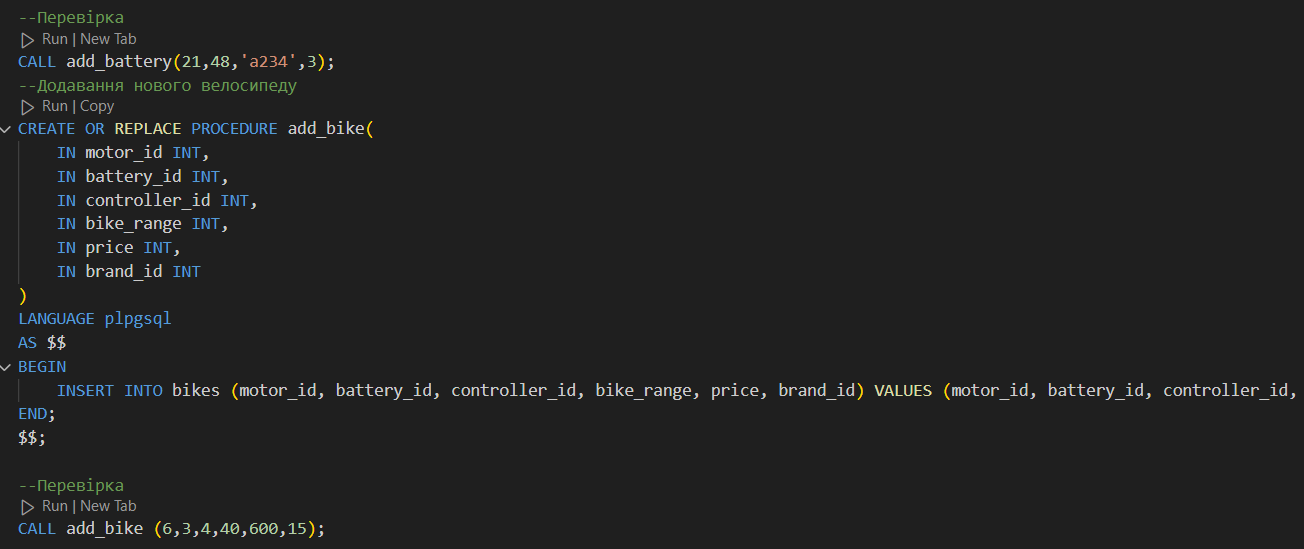 --Перевірка
Run | New Tab
CALL add_battery(21,48,'a234',3);
--Додавання нового велосипеду
Run | Copy
CREATE OR REPLACE PROCEDURE add_bike(
    IN motor_id INT,
    IN battery_id INT,
    IN controller_id INT,
    IN bike_range INT,
    IN price INT,
    IN brand_id INT
)
LANGUAGE plpgsql
AS $$
BEGIN
    INSERT INTO bikes (motor_id, battery_id, controller_id, bike_range, price, brand_id) VALUES (motor_id, battery_id, controller_id,
END;
$$;
--Перевірка
Run | New Tab
CALL add_bike (6,3,4,40,600,15);